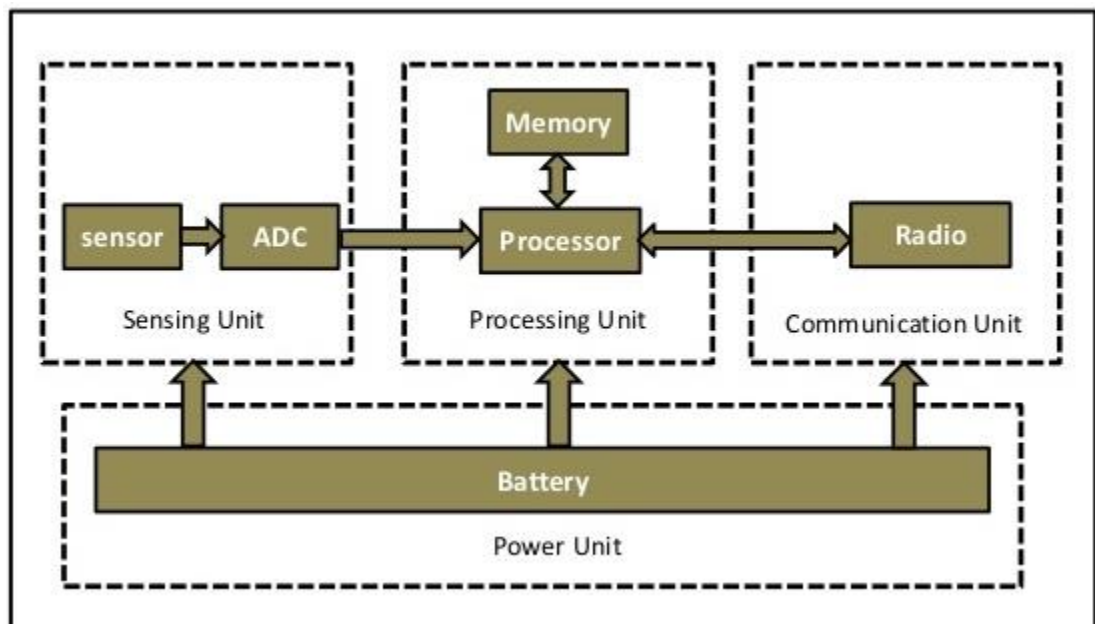 Memory
sensor
ADC
Processor
Radio
Sensing Unit
Processing Unit
Communication Unit
Battery
Power Unit